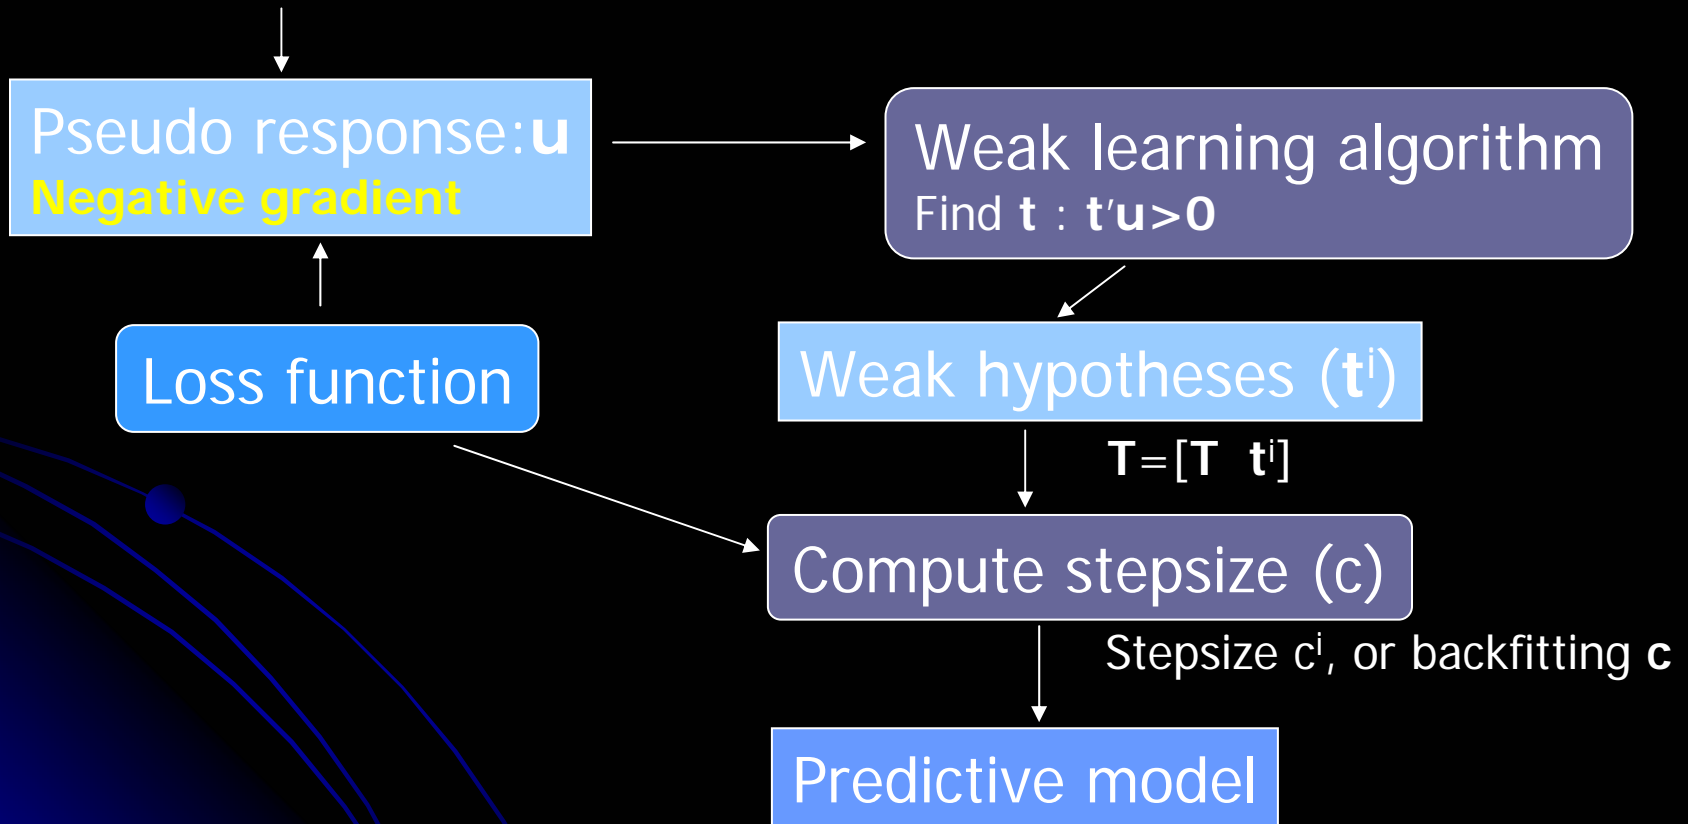 Pseudo response:u
Negative gradient
Weak learning algorithm
Find t : t'u>0
Loss function
Weak hypotheses (tⁱ)
T=[T tⁱ]
Compute stepsize (c)
Stepsize cⁱ, or backfitting c
Predictive model